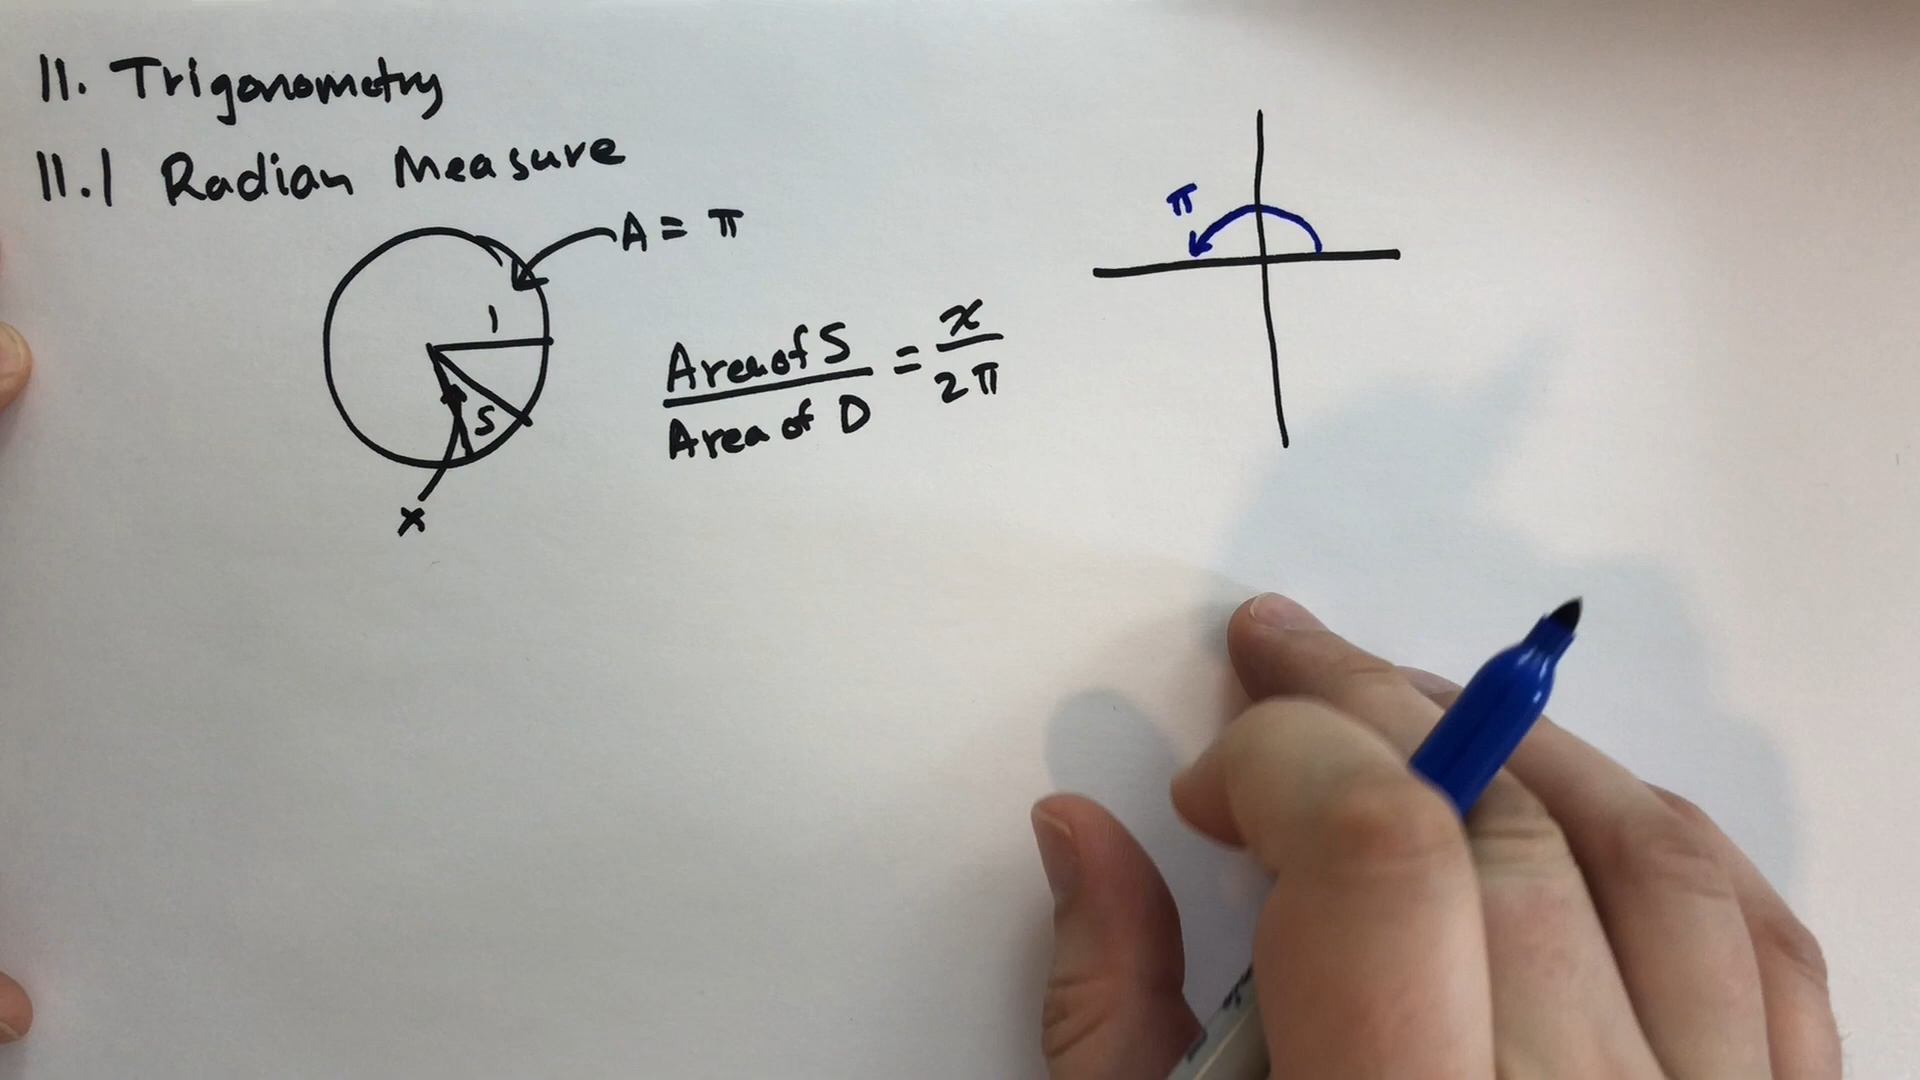 11. Trigonometry
11.1 Radian Measure
A = π
1
S
x
Area of S / Area of D = x / 2π
π